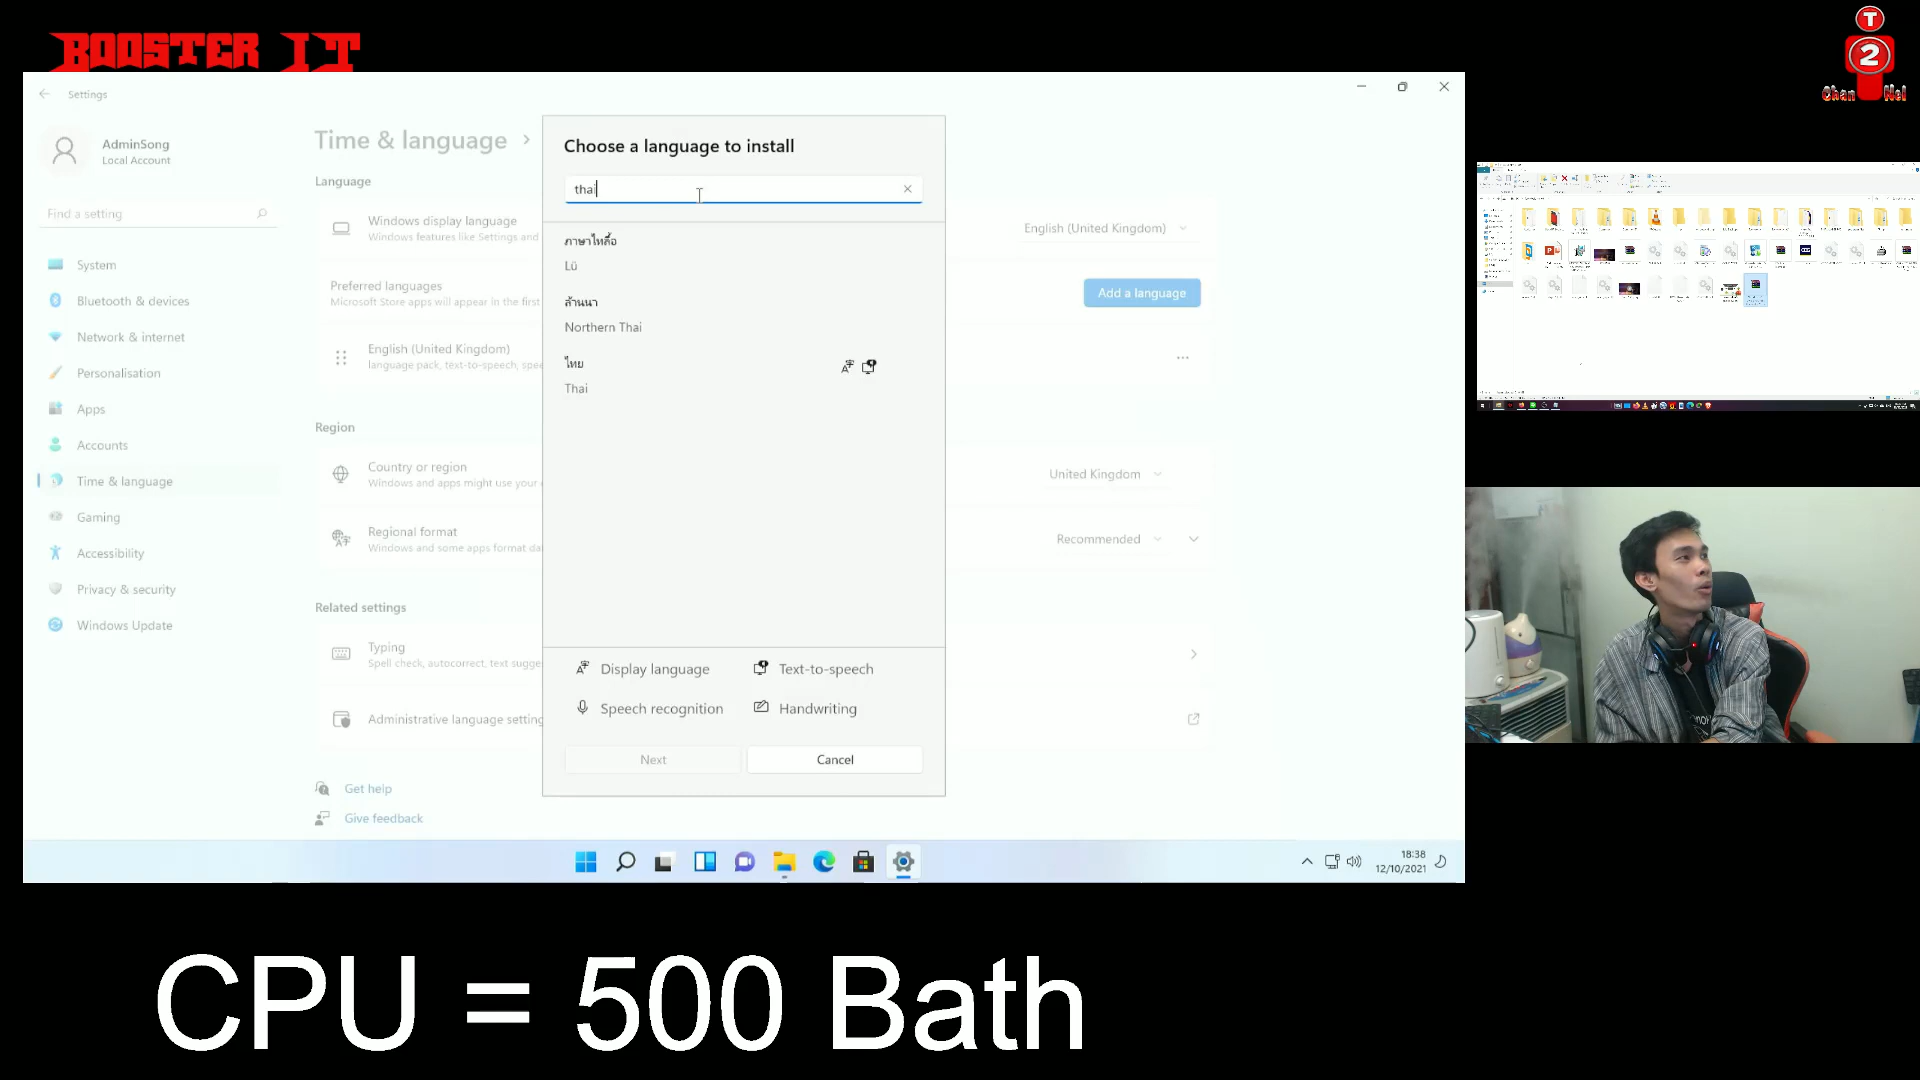 BOOSTER IT
T
2
Chan Nel
Settings
AdminSong
Local Account
Find a setting
System
Bluetooth & devices
Network & internet
Personalisation
Apps
Accounts
Time & language
Gaming
Accessibility
Privacy & security
Windows Update
Time & language
Language
Windows display language
Windows features like Settings and
English (United Kingdom)
Preferred languages
Microsoft Store apps will appear in the first
Add a language
English (United Kingdom)
language pack, text-to-speech, spee
Region
Country or region
Windows and apps might use your
United Kingdom
Regional format
Windows and some apps format da
Recommended
Related settings
Typing
Spell check, autocorrect, text sugge
Administrative language setting
Get help
Give feedback
Choose a language to install
thai
ภาษาไทลื้อ
Lü
ล้านนา
Northern Thai
ไทย
Thai
Display language
Text-to-speech
Speech recognition
Handwriting
Next
Cancel
18:38
12/10/2021
CPU = 500 Bath